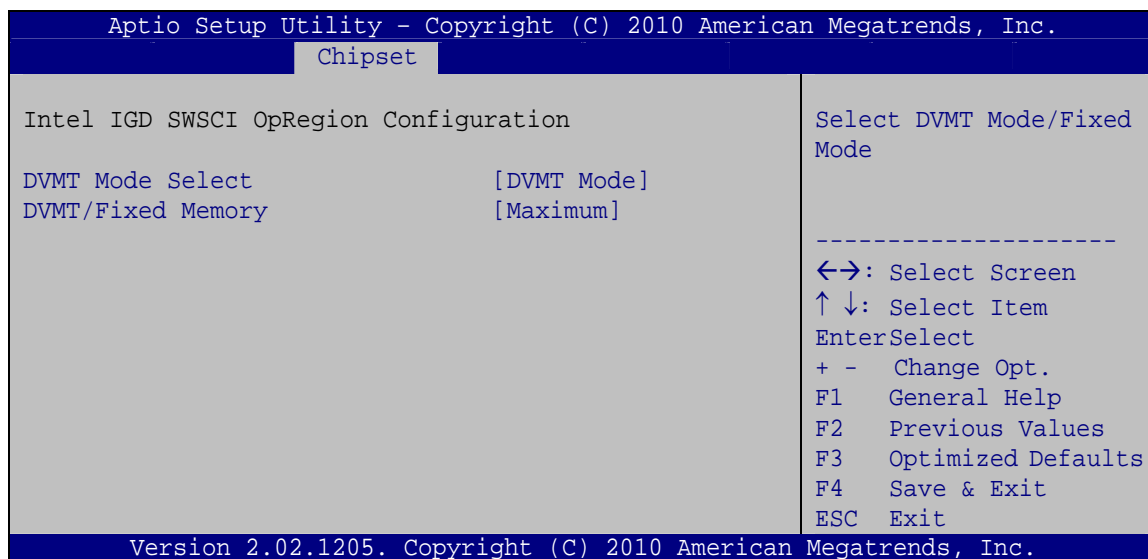 Aptio Setup Utility – Copyright (C) 2010 American Megatrends, Inc.
Chipset
Intel IGD SWSCI OpRegion Configuration
DVMT Mode Select [DVMT Mode]
DVMT/Fixed Memory [Maximum]
Select DVMT Mode/Fixed
Mode
---------------------
←→: Select Screen
↑ ↓: Select Item
EnterSelect
+ - Change Opt.
F1 General Help
F2 Previous Values
F3 Optimized Defaults
F4 Save & Exit
ESC Exit
Version 2.02.1205. Copyright (C) 2010 American Megatrends, Inc.